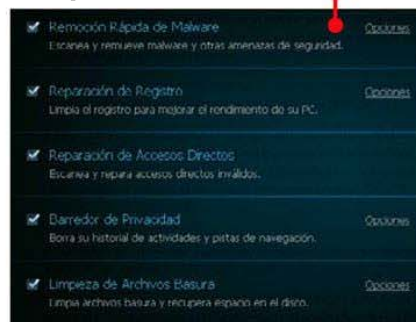 Remoción Rápida de Malware
Opciones
Escanea y remueve malware y otras amenazas de seguridad.
Reparación de Registro
Opciones
Limpia el registro para mejorar el rendimiento de su PC.
Reparación de Accesos Directos
Escanea y repara accesos directos inválidos.
Barredor de Privacidad
Opciones
Borra su historial de actividades y pistas de navegación.
Limpieza de Archivos Basura
Opciones
Limpia archivos basura y recupera espacio en el disco.